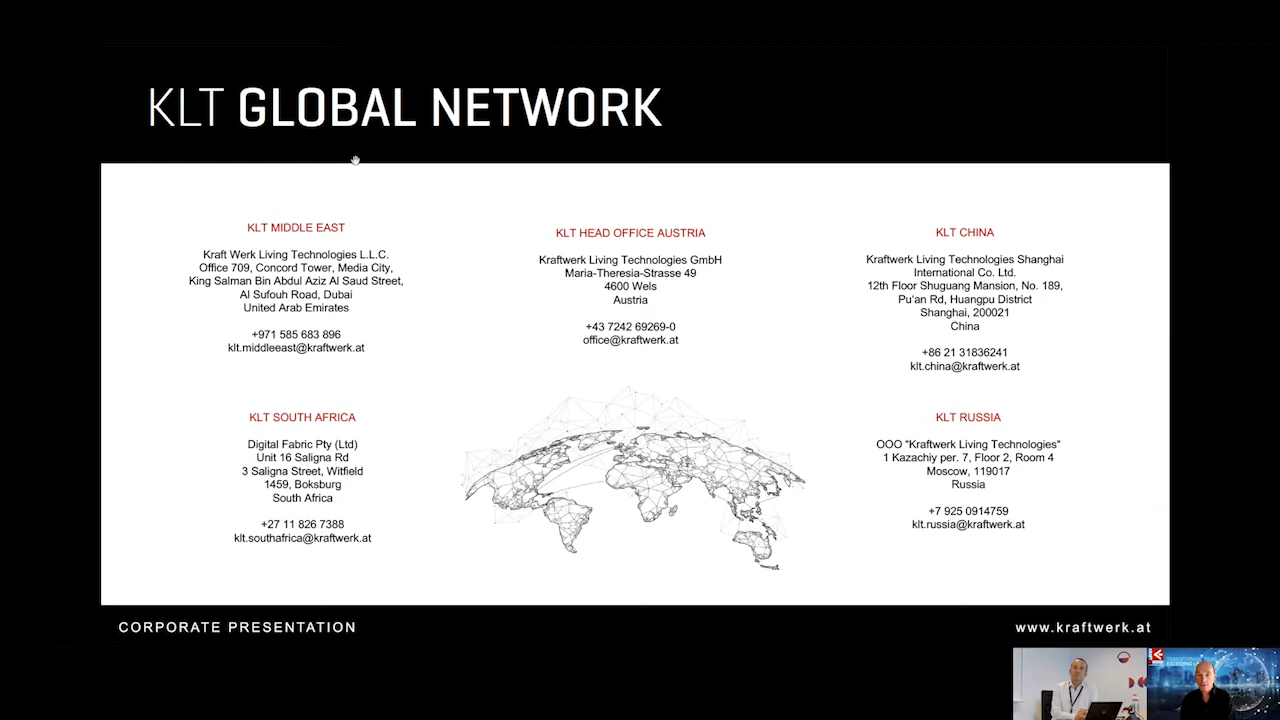 KLT GLOBAL NETWORK
KLT MIDDLE EAST
Kraft Werk Living Technologies L.L.C.
Office 709, Concord Tower, Media City,
King Salman Bin Abdul Aziz Al Saud Street,
Al Sufouh Road, Dubai
United Arab Emirates
+971 585 683 896
klt.middleeast@kraftwerk.at
KLT HEAD OFFICE AUSTRIA
Kraftwerk Living Technologies GmbH
Maria-Theresia-Strasse 49
4600 Wels
Austria
+43 7242 69269-0
office@kraftwerk.at
KLT CHINA
Kraftwerk Living Technologies Shanghai
International Co. Ltd.
12th Floor Shuguang Mansion, No. 189,
Pu'an Rd, Huangpu District
Shanghai, 200021
China
+86 21 31836241
klt.china@kraftwerk.at
KLT SOUTH AFRICA
Digital Fabric Pty (Ltd)
Unit 16 Saligna Rd
3 Saligna Street, Witfield
1459, Boksburg
South Africa
+27 11 826 7388
klt.southafrica@kraftwerk.at
KLT RUSSIA
OOO "Kraftwerk Living Technologies"
1 Kazachiy per. 7, Floor 2, Room 4
Moscow, 119017
Russia
+7 925 0914759
klt.russia@kraftwerk.at
CORPORATE PRESENTATION
www.kraftwerk.at